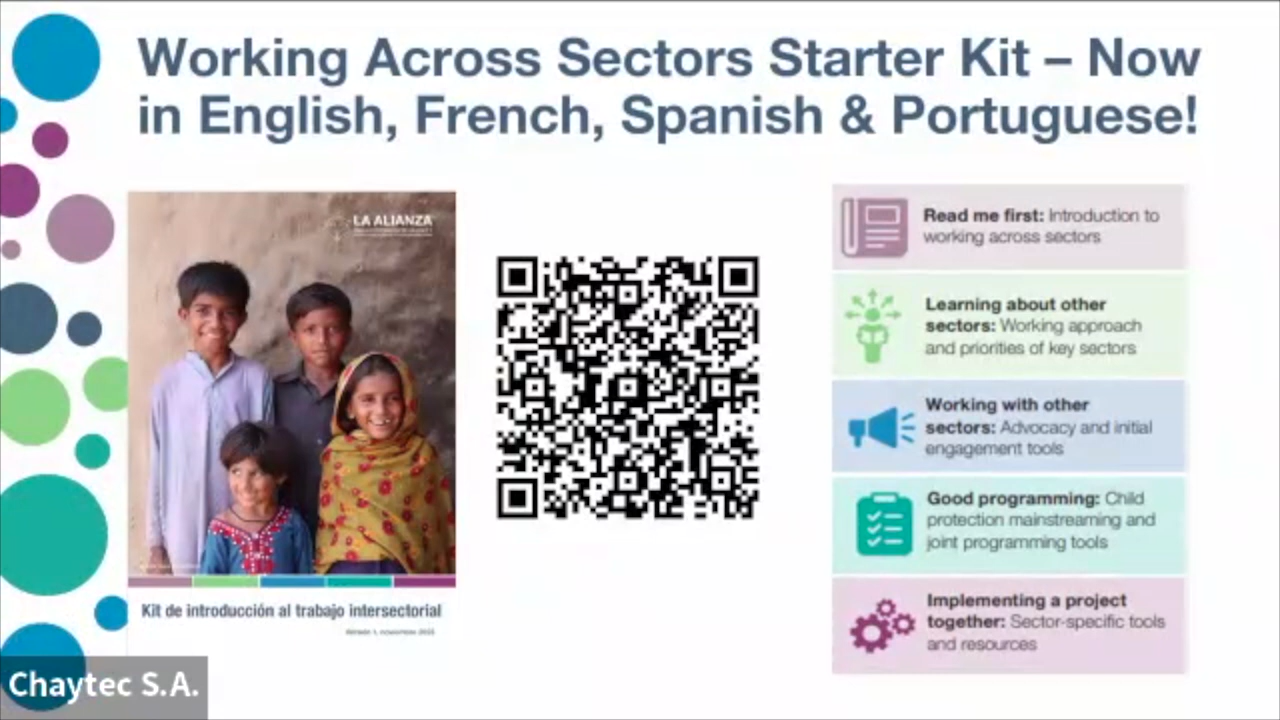 Working Across Sectors Starter Kit – Now
in English, French, Spanish & Portuguese!
LA ALIANZA
Kit de introducción al trabajo intersectorial
Read me first: Introduction to
working across sectors
Learning about other
sectors: Working approach
and priorities of key sectors
Working with other
sectors: Advocacy and initial
engagement tools
Good programming: Child
protection mainstreaming and
joint programming tools
Implementing a project
together: Sector-specific tools
and resources
Chaytec S.A.